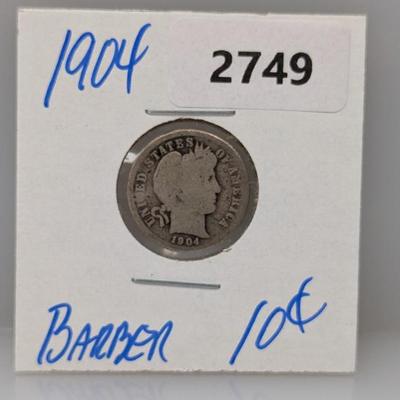 1904
2749
UNITED STATES OF AMERICA
1904
BARBER 10¢